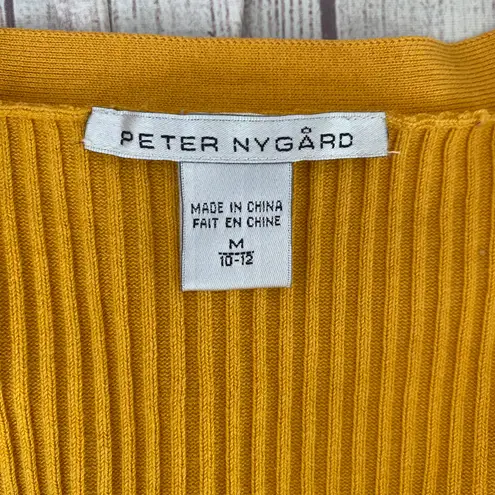 PETER NYGÅRD
MADE IN CHINA
FAIT EN CHINE
M
10-12